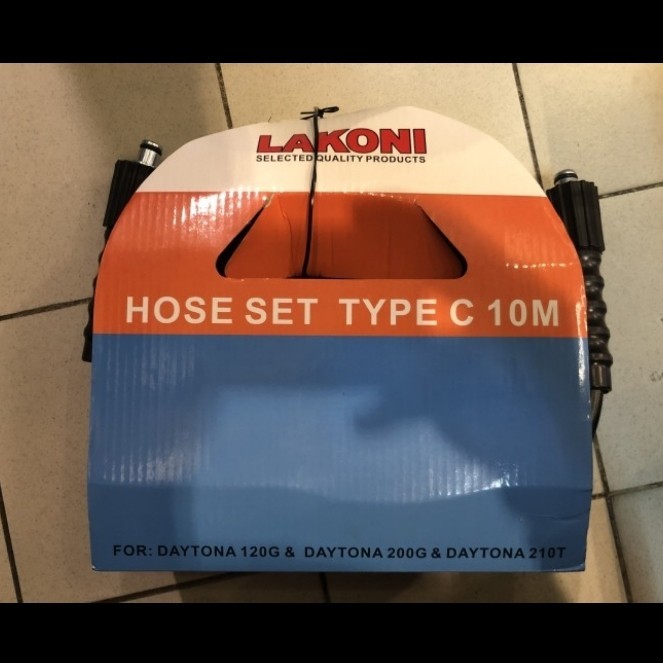 LAKONI
SELECTED QUALITY PRODUCTS
HOSE SET TYPE C 10M
FOR: DAYTONA 120G & DAYTONA 200G & DAYTONA 210T